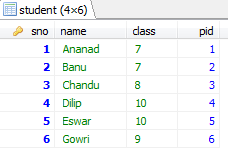 student (4×6)
sno name class pid
1 Ananad 7 1
2 Banu 7 2
3 Chandu 8 3
4 Dilip 10 4
5 Eswar 10 5
6 Gowri 9 6